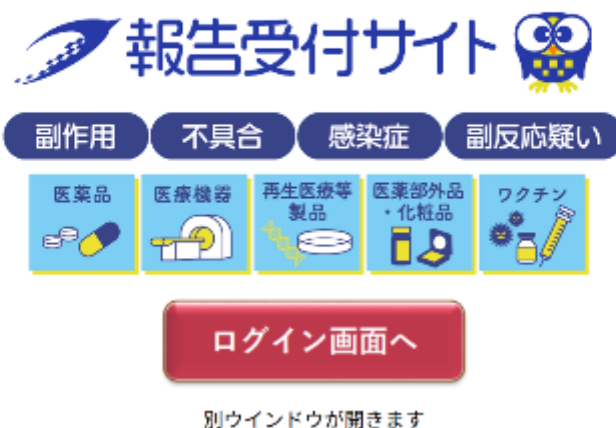 報告受付サイト
副作用 不具合 感染症 副反応疑い
医薬品 医療機器 再生医療等製品 医薬部外品・化粧品 ワクチン
ログイン画面へ
別ウインドウが開きます